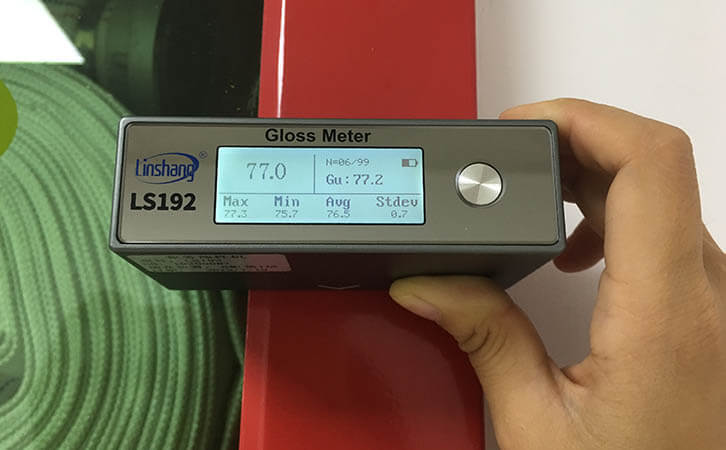 Gloss Meter
Linshang®
LS192
77.0
N=06/99
Gu:77.2
Max Min Avg Stdev
77.3 75.7 76.5 0.7